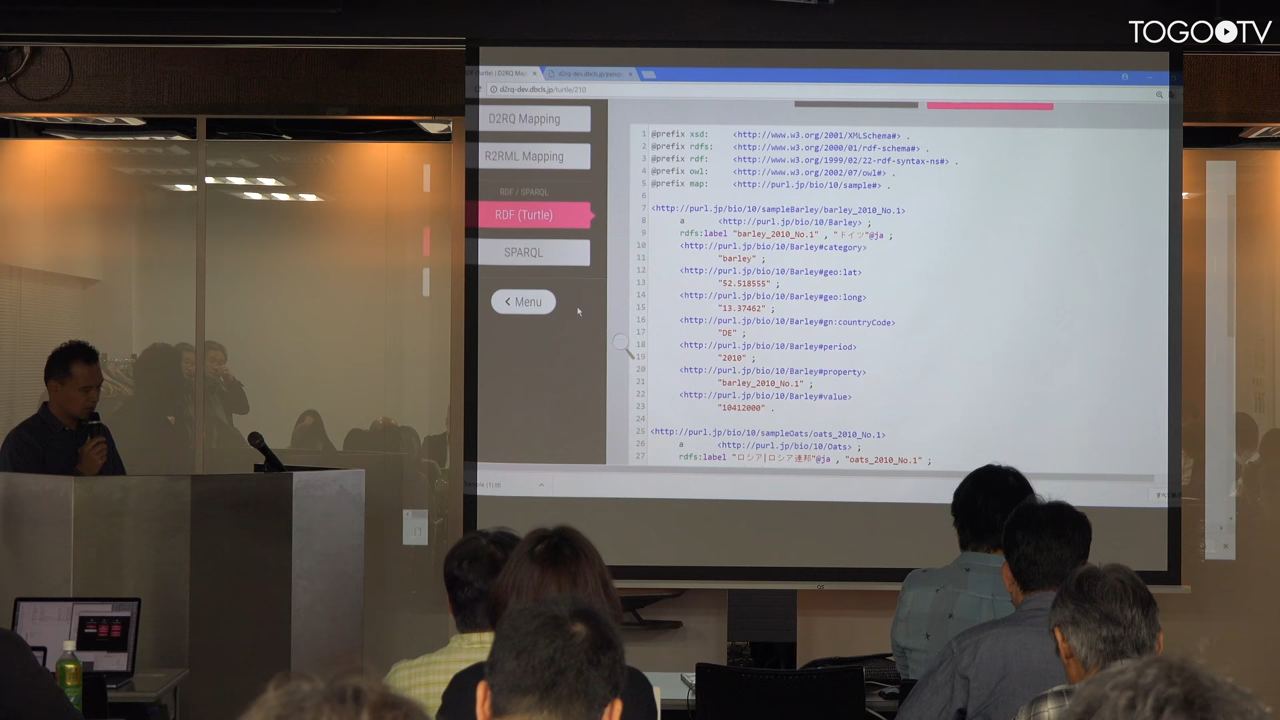 TOGOTV
d2rq-dev.dbcls.jp/turtle/210
D2RQ Mapping
R2RML Mapping
RDF / SPARQL
RDF (Turtle)
SPARQL
Menu
1 @prefix xsd: <http://www.w3.org/2001/XMLSchema#> .
2 @prefix rdfs: <http://www.w3.org/2000/01/rdf-schema#> .
3 @prefix rdf: <http://www.w3.org/1999/02/22-rdf-syntax-ns#> .
4 @prefix owl: <http://www.w3.org/2002/07/owl#> .
5 @prefix map: <http://purl.jp/bio/10/sample#> .
6
7 <http://purl.jp/bio/10/sampleBarley/barley_2010_No.1>
8 a <http://purl.jp/bio/10/Barley> ;
9 rdfs:label "barley_2010_No.1" , "ドイツ"@ja ;
10 <http://purl.jp/bio/10/Barley#category>
11 "barley" ;
12 <http://purl.jp/bio/10/Barley#geo:lat>
13 "52.518555" ;
14 <http://purl.jp/bio/10/Barley#geo:long>
15 "13.37462" ;
16 <http://purl.jp/bio/10/Barley#gn:countryCode>
17 "DE" ;
18 <http://purl.jp/bio/10/Barley#period>
19 "2010" ;
20 <http://purl.jp/bio/10/Barley#property>
21 "barley_2010_No.1" ;
22 <http://purl.jp/bio/10/Barley#value>
23 "10412000" .
24
25 <http://purl.jp/bio/10/sampleOats/oats_2010_No.1>
26 a <http://purl.jp/bio/10/Oats> ;
27 rdfs:label "ロシア|ロシア連邦"@ja , "oats_2010_No.1" ;